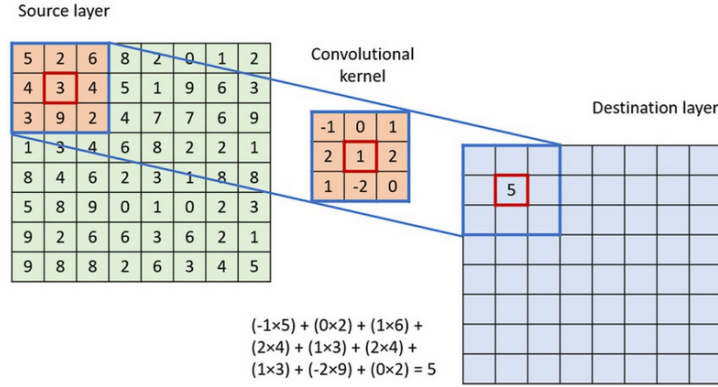 Source layer
5 2 6 8 2 0 1 2
4 3 4 5 1 9 6 3
3 9 2 4 7 7 6 9
1 3 4 6 8 2 2 1
8 4 6 2 3 1 8 8
5 8 9 0 1 0 2 3
9 2 6 6 3 6 2 1
9 8 8 2 6 3 4 5
Convolutional
kernel
-1 0 1
2 1 2
1 -2 0
Destination layer
5
(-1×5) + (0×2) + (1×6) +
(2×4) + (1×3) + (2×4) +
(1×3) + (-2×9) + (0×2) = 5